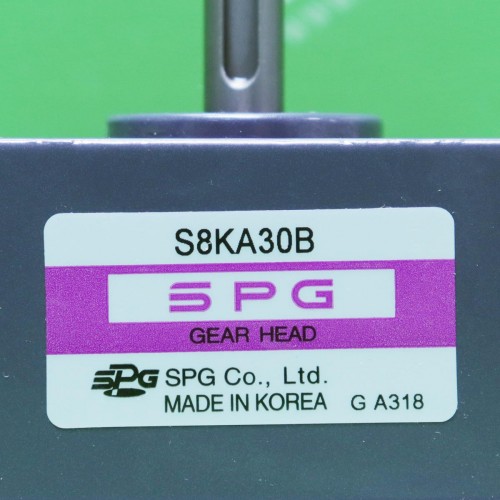 S8KA30B
SPG
GEAR HEAD
SPG SPG Co., Ltd.
MADE IN KOREA G A318